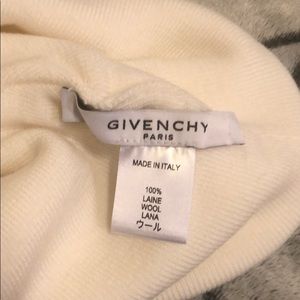 GIVENCHY
PARIS
MADE IN ITALY
100%
LAINE
WOOL
LANA
ウール